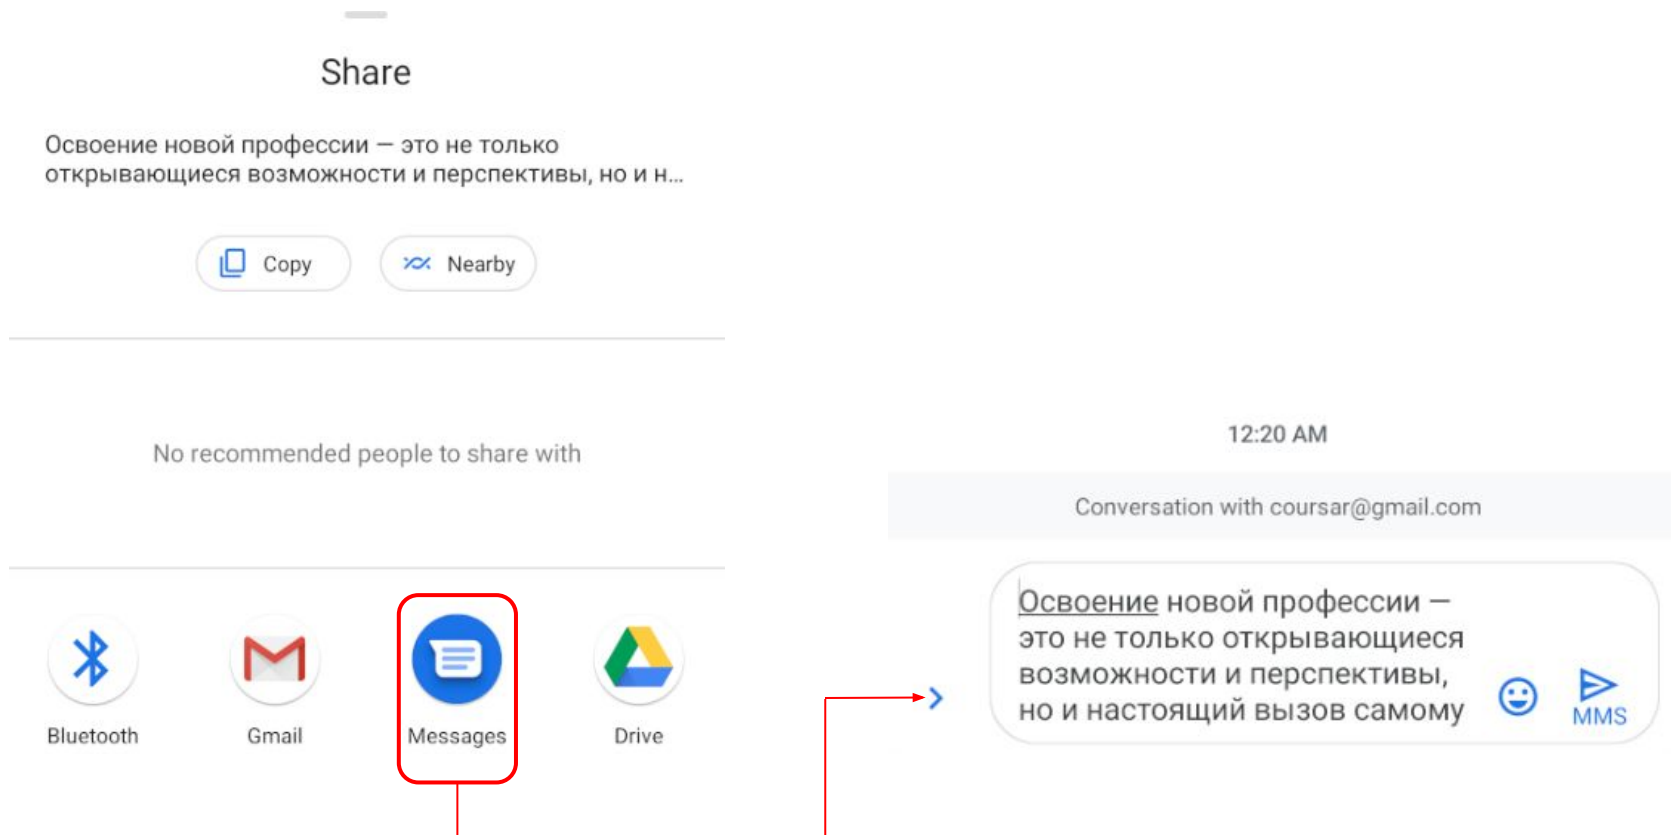 Share
Освоение новой профессии — это не только
открывающиеся возможности и перспективы, но и н...
Copy
Nearby
No recommended people to share with
Bluetooth
Gmail
Messages
Drive
12:20 AM
Conversation with coursar@gmail.com
Освоение новой профессии —
это не только открывающиеся
возможности и перспективы,
но и настоящий вызов самому
MMS